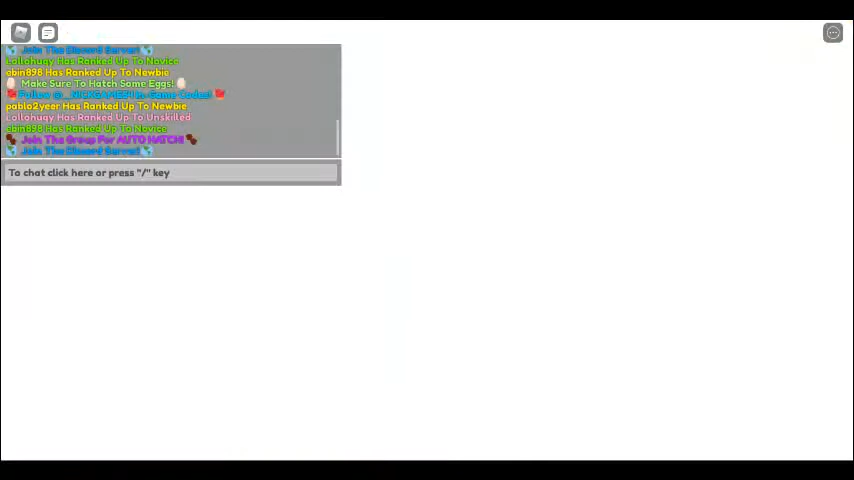 Join The Discord Server!
Lollohuqy Has Ranked Up To Novice
ebin898 Has Ranked Up To Newbie
Make Sure To Hatch Some Eggs!
Follow @_NICKGAME54 In-Game Codes!
pablo2yeer Has Ranked Up To Newbie
Lollohuqy Has Ranked Up To Unskilled
ebin898 Has Ranked Up To Novice
Join The Group For AUTO HATCH!
Join The Discord Server!
To chat click here or press "/" key